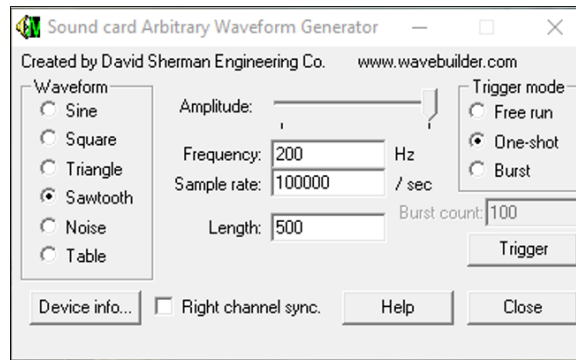 Sound card Arbitrary Waveform Generator
Created by David Sherman Engineering Co. www.wavebuilder.com
Waveform
Sine
Square
Triangle
Sawtooth
Noise
Table
Amplitude:
Frequency: 200 Hz
Sample rate: 100000 / sec
Length: 500
Trigger mode
Free run
One-shot
Burst
Burst count: 100
Trigger
Device info... Right channel sync. Help Close